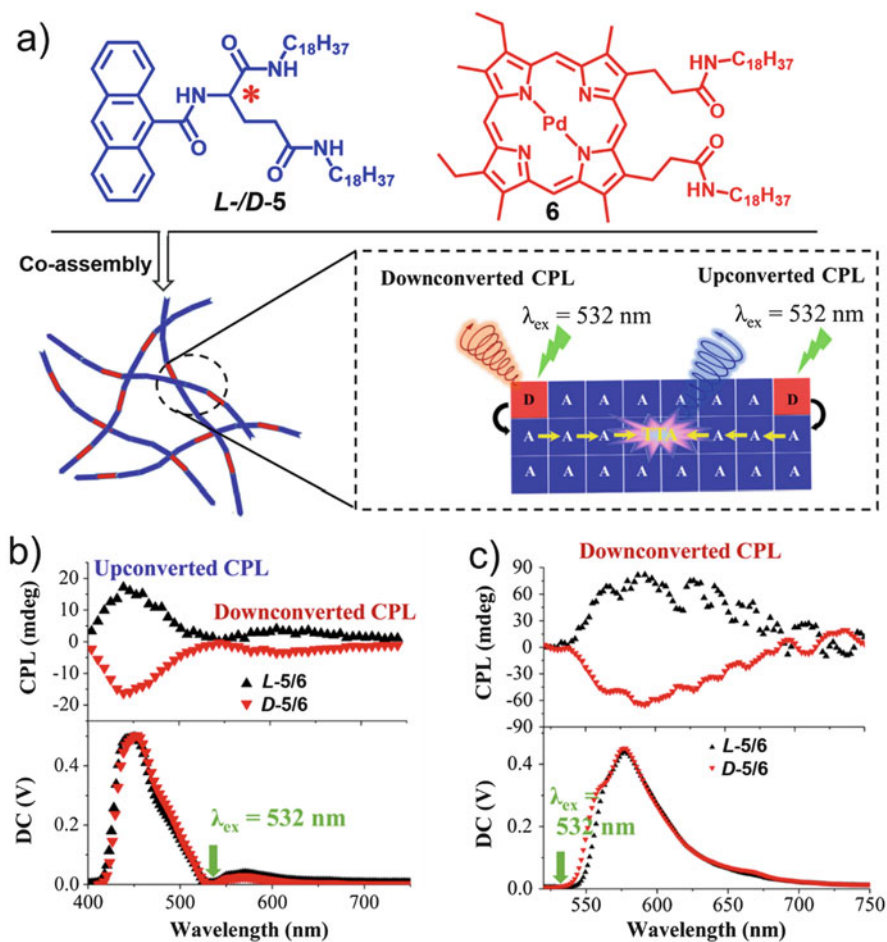 a)
O
NH
C18H37
N
H
*
O
O
NH
C18H37
L-/D-5
N
N
Pd
N
N
HN
C18H37
O
O
HN
C18H37
6
Co-assembly
Downconverted CPL
Upconverted CPL
λex = 532 nm
λex = 532 nm
D A A A A A A D
A A A TTA A A A
A A A A A A A A
b)
Upconverted CPL
Downconverted CPL
CPL (mdeg)
20
10
0
-10
-20
L-5/6
D-5/6
DC (V)
0.4
0.2
0.0
λex = 532 nm
400 500 600 700
Wavelength (nm)
c)
Downconverted CPL
CPL (mdeg)
90
60
30
0
-30
-60
-90
L-5/6
D-5/6
DC (V)
0.4
0.2
0.0
λex =
532 nm
550 600 650 700 750
Wavelength (nm)